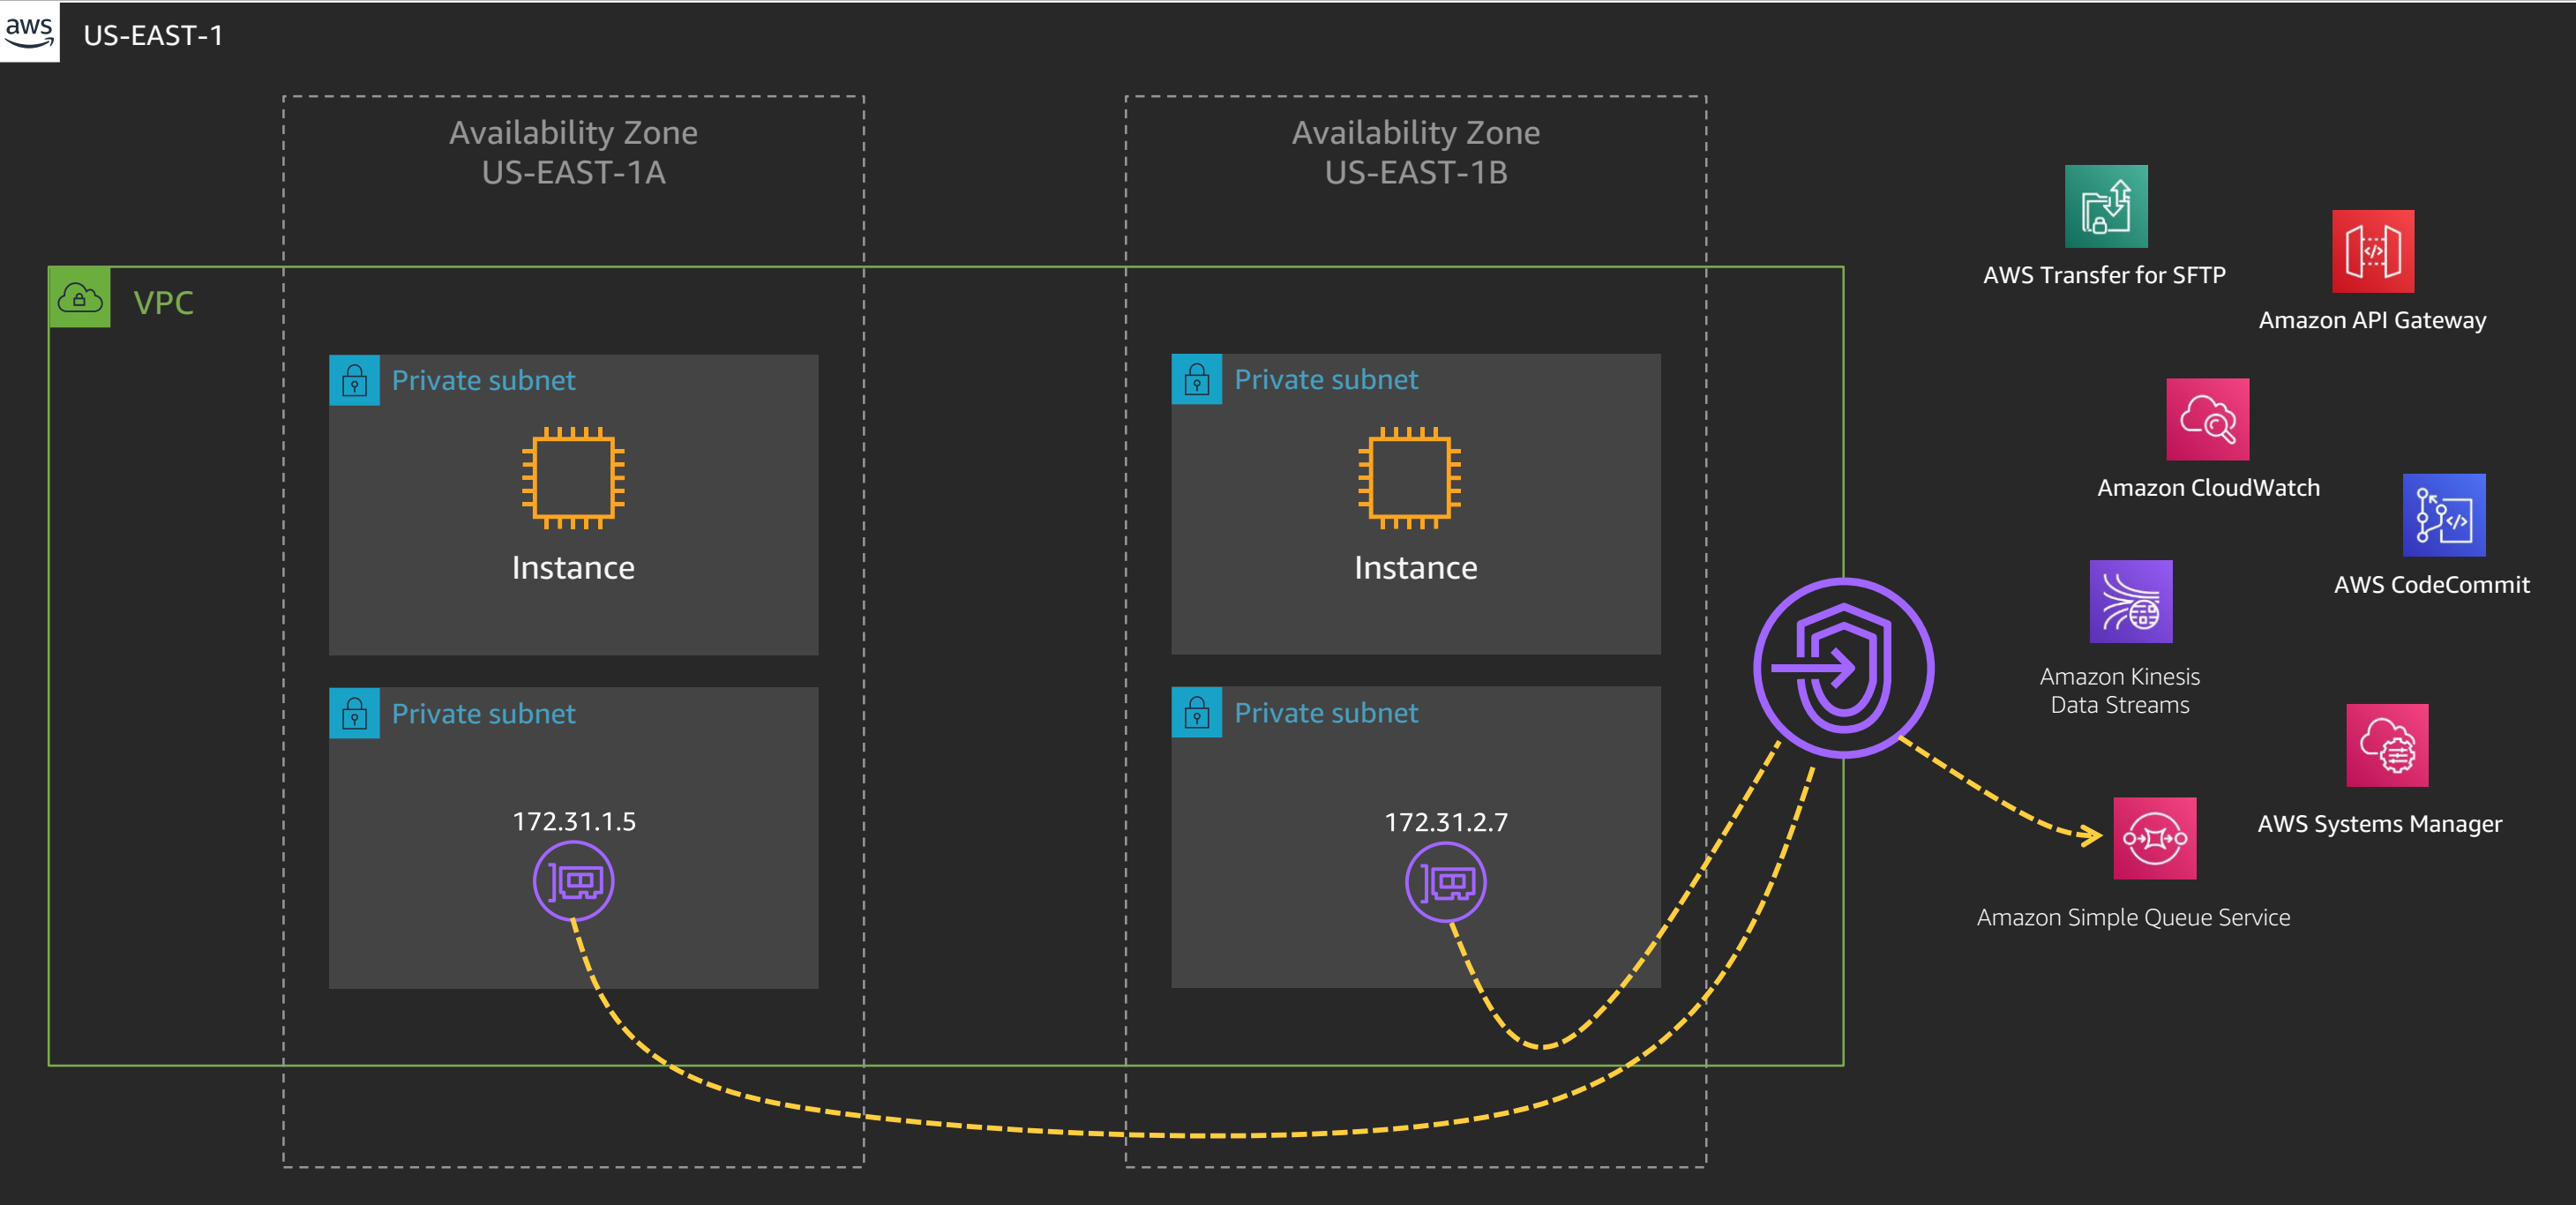 aws
US-EAST-1
Availability Zone
US-EAST-1A
Availability Zone
US-EAST-1B
VPC
Private subnet
Instance
Private subnet
Instance
Private subnet
172.31.1.5
Private subnet
172.31.2.7
AWS Transfer for SFTP
Amazon API Gateway
Amazon CloudWatch
AWS CodeCommit
Amazon Kinesis
Data Streams
AWS Systems Manager
Amazon Simple Queue Service